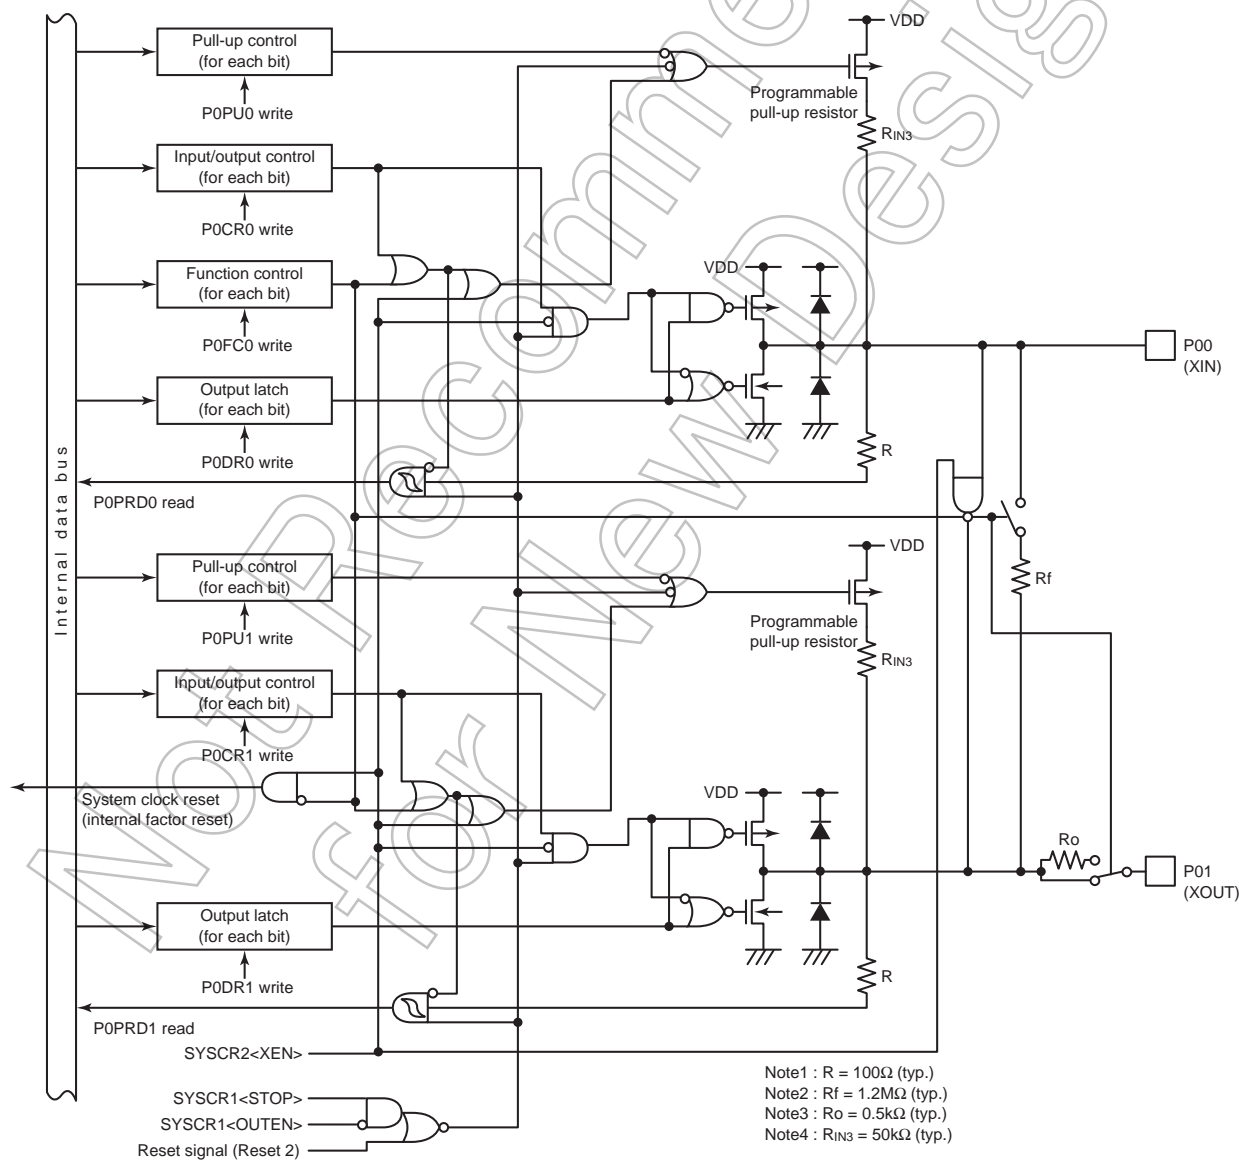 VDD
Pull-up control
(for each bit)
P0PU0 write
Programmable
pull-up resistor
RIN3
Input/output control
(for each bit)
P0CR0 write
Function control
(for each bit)
P0FC0 write
VDD
P00
(XIN)
Output latch
(for each bit)
P0DR0 write
R
P0PRD0 read
Internal data bus
VDD
Pull-up control
(for each bit)
P0PU1 write
Rf
Programmable
pull-up resistor
RIN3
Input/output control
(for each bit)
P0CR1 write
System clock reset
(internal factor reset)
VDD
Ro
P01
(XOUT)
Output latch
(for each bit)
P0DR1 write
R
P0PRD1 read
SYSCR2<XEN>
SYSCR1<STOP>
SYSCR1<OUTEN>
Reset signal (Reset 2)
Note1 : R = 100Ω (typ.)
Note2 : Rf = 1.2MΩ (typ.)
Note3 : Ro = 0.5kΩ (typ.)
Note4 : RIN3 = 50kΩ (typ.)
Not Recomme
for New Desig